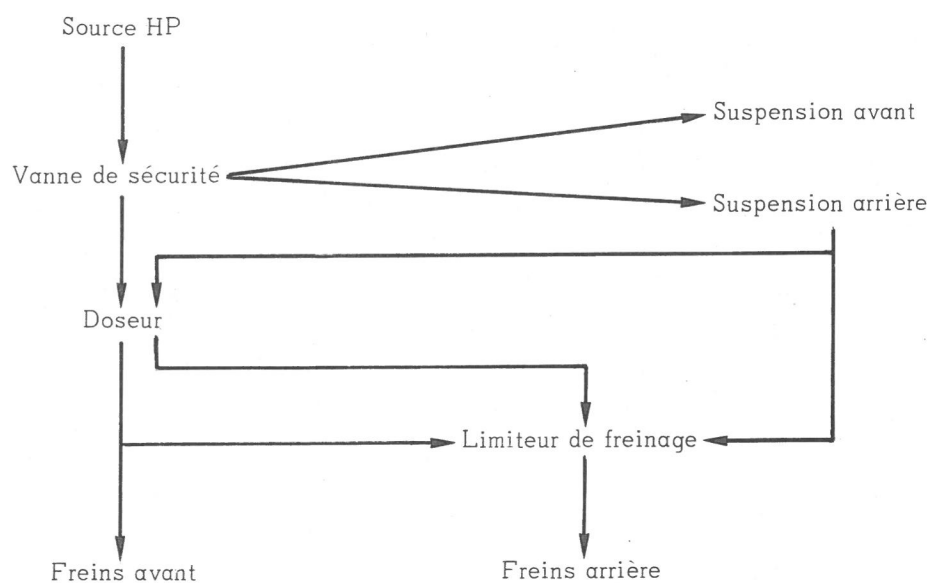 Source HP
Suspension avant
Vanne de sécurité
Suspension arrière
Doseur
Limiteur de freinage
Freins avant
Freins arrière